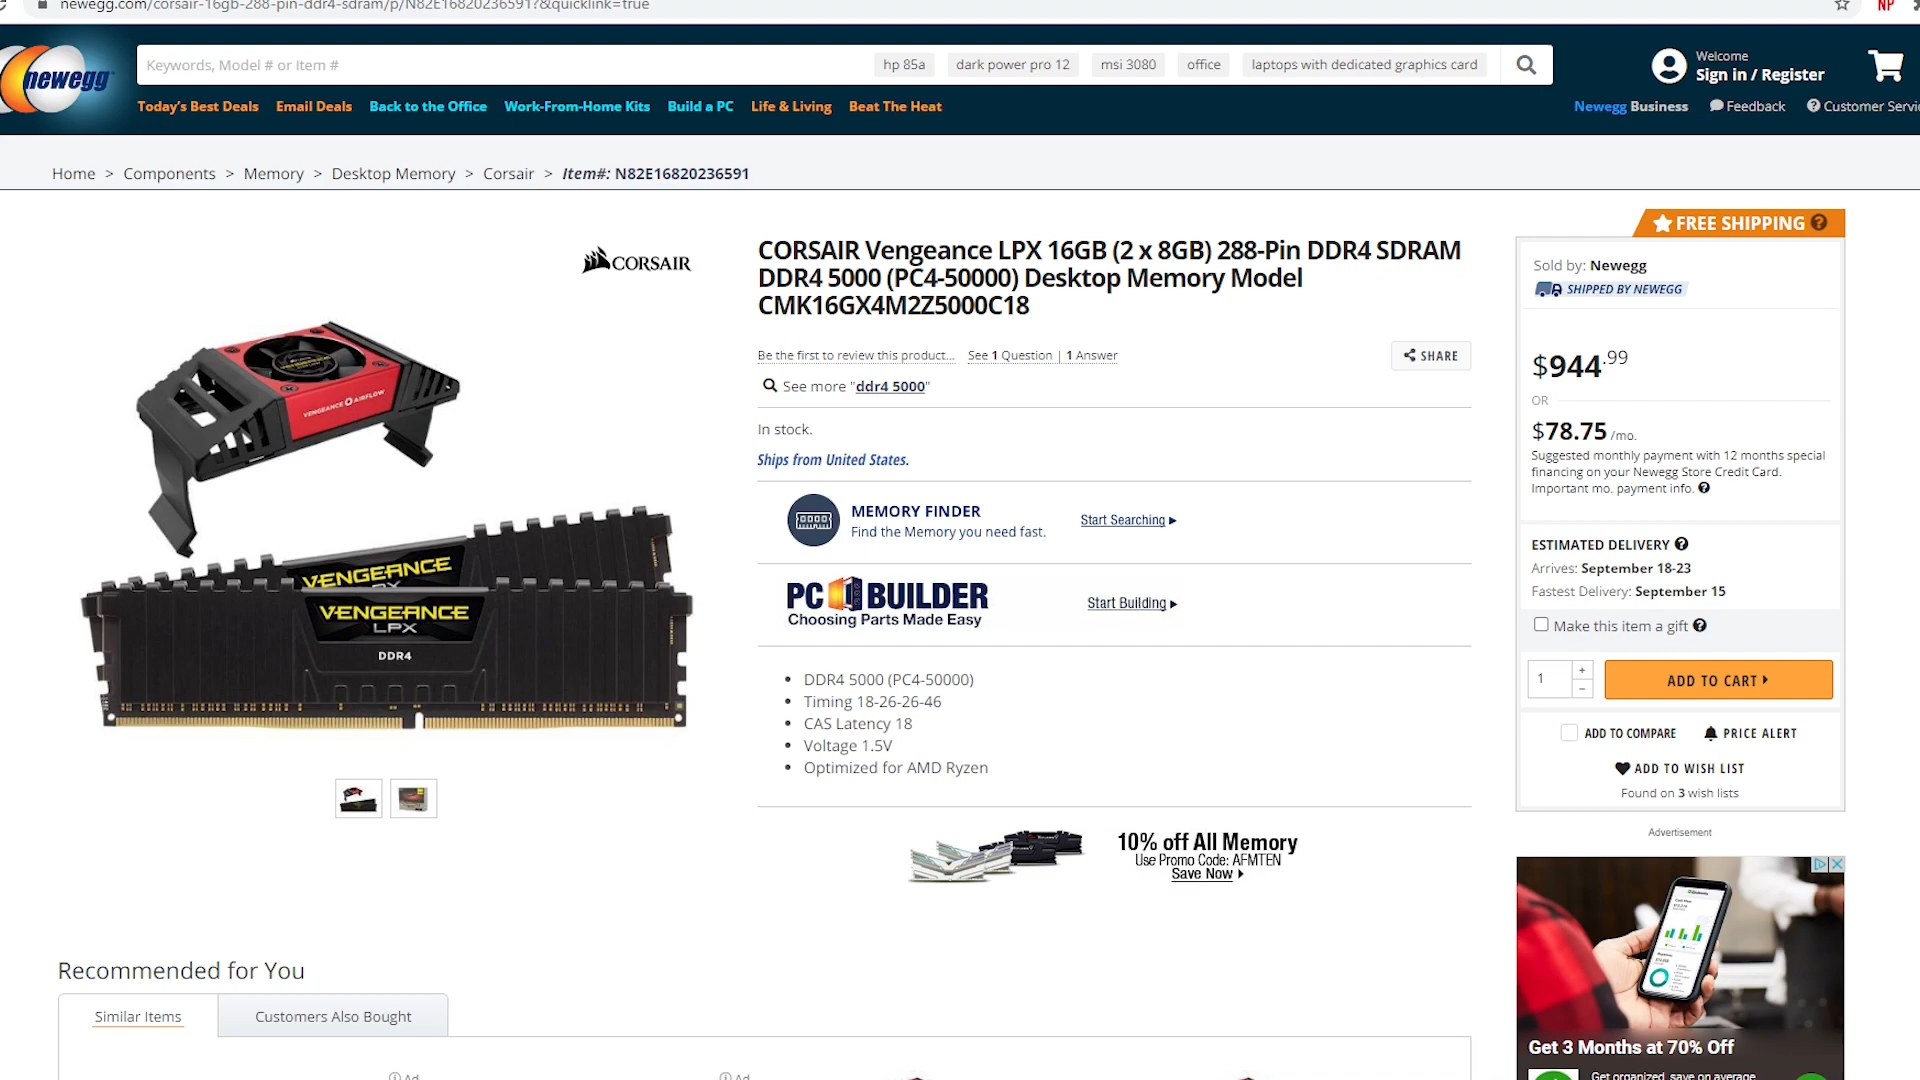 newegg.com/corsair-16gb-288-pin-ddr4-sdram/p/N82E16820236591?&quicklink=true
NP
newegg
Keywords, Model # or Item #
hp 85a
dark power pro 12
msi 3080
office
laptops with dedicated graphics card
Welcome
Sign in / Register
Today's Best Deals
Email Deals
Back to the Office
Work-From-Home Kits
Build a PC
Life & Living
Beat The Heat
Newegg Business
Feedback
Customer Servic
Home > Components > Memory > Desktop Memory > Corsair > Item#: N82E16820236591
CORSAIR
VENGEANCE AIRFLOW
VENGEANCE
VENGEANCE
LPX
DDR4
CORSAIR Vengeance LPX 16GB (2 x 8GB) 288-Pin DDR4 SDRAM
DDR4 5000 (PC4-50000) Desktop Memory Model
CMK16GX4M2Z5000C18
Be the first to review this product...
See 1 Question | 1 Answer
SHARE
See more "ddr4 5000"
In stock.
Ships from United States.
MEMORY FINDER
Find the Memory you need fast.
Start Searching
PC BUILDER
Choosing Parts Made Easy
Start Building
• DDR4 5000 (PC4-50000)
• Timing 18-26-26-46
• CAS Latency 18
• Voltage 1.5V
• Optimized for AMD Ryzen
10% off All Memory
Use Promo Code: AFMTEN
Save Now
FREE SHIPPING
Sold by: Newegg
SHIPPED BY NEWEGG
$944.99
OR
$78.75 /mo.
Suggested monthly payment with 12 months special
financing on your Newegg Store Credit Card.
Important mo. payment info.
ESTIMATED DELIVERY
Arrives: September 18-23
Fastest Delivery: September 15
Make this item a gift
1
+
−
ADD TO CART
ADD TO COMPARE
PRICE ALERT
ADD TO WISH LIST
Found on 3 wish lists
Advertisement
Get 3 Months at 70% Off
Get organized, save on average
Recommended for You
Similar Items
Customers Also Bought
Ad
Ad